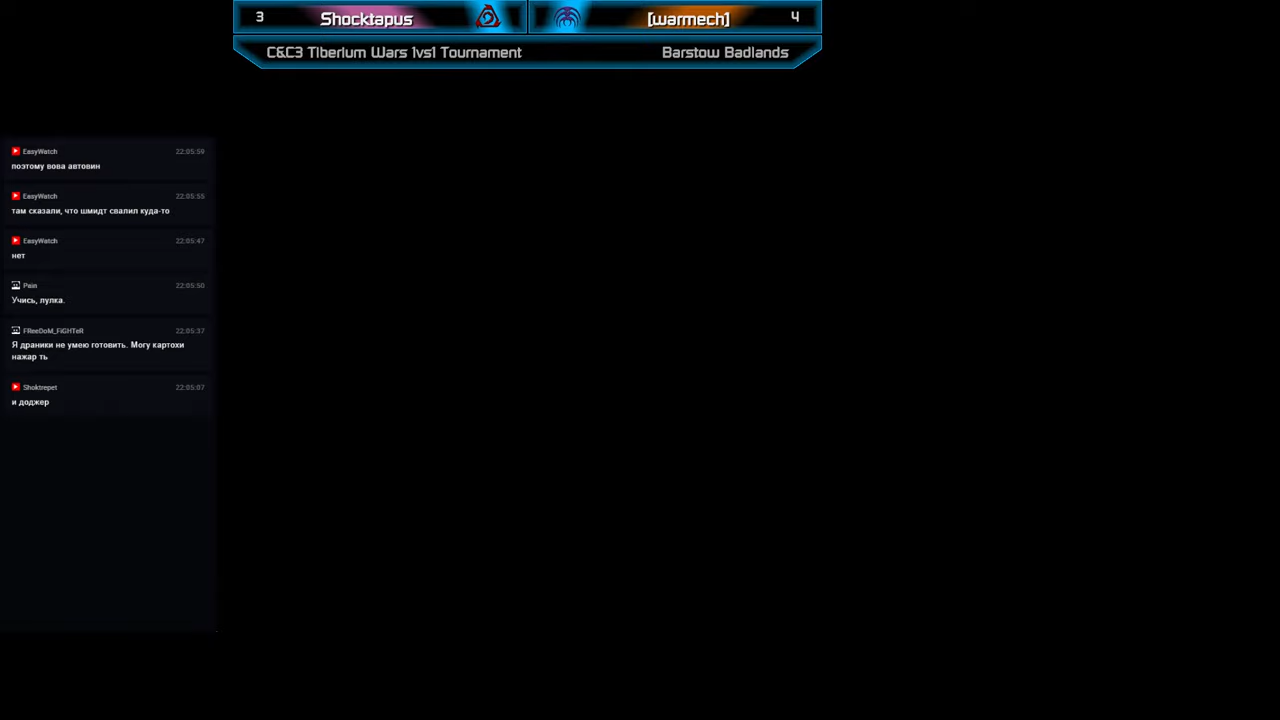 3 Shocktapus [warmech] 4
C&C3 Tiberium Wars 1vs1 Tournament Barstow Badlands
EasyWatch 22:05:59
поэтому вова автовин
EasyWatch 22:05:55
там сказали, что шмидт свалил куда-то
EasyWatch 22:05:47
нет
Pain 22:05:50
Учись, лулка.
FReeDoM_FiGHTeR 22:05:37
Я драники не умею готовить. Могу картохи
нажар ть
Shoktrepet 22:05:07
и доджер